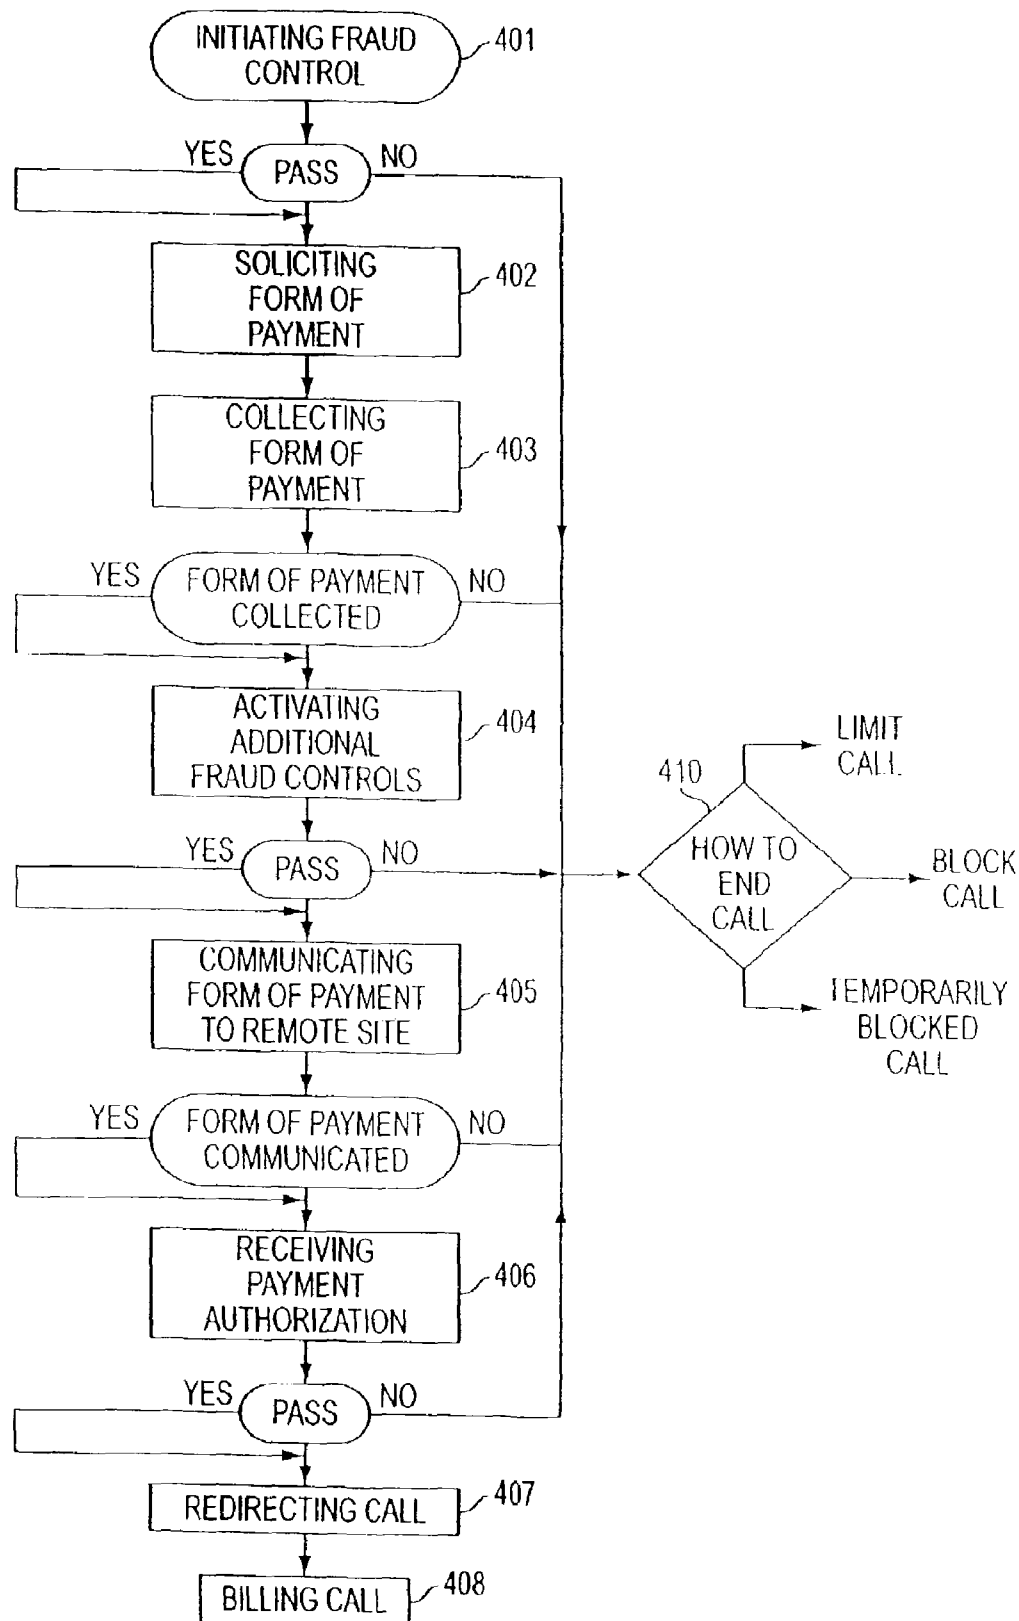 INITIATING FRAUD
CONTROL
401
YES
PASS
NO
SOLICITING
FORM OF
PAYMENT
402
COLLECTING
FORM OF
PAYMENT
403
YES
FORM OF PAYMENT
COLLECTED
NO
ACTIVATING
ADDITIONAL
FRAUD CONTROLS
404
YES
PASS
NO
410
HOW TO
END
CALL
LIMIT
CALL
BLOCK
CALL
TEMPORARILY
BLOCKED
CALL
COMMUNICATING
FORM OF PAYMENT
TO REMOTE SITE
405
YES
FORM OF PAYMENT
COMMUNICATED
NO
RECEIVING
PAYMENT
AUTHORIZATION
406
YES
PASS
NO
REDIRECTING CALL
407
BILLING CALL
408